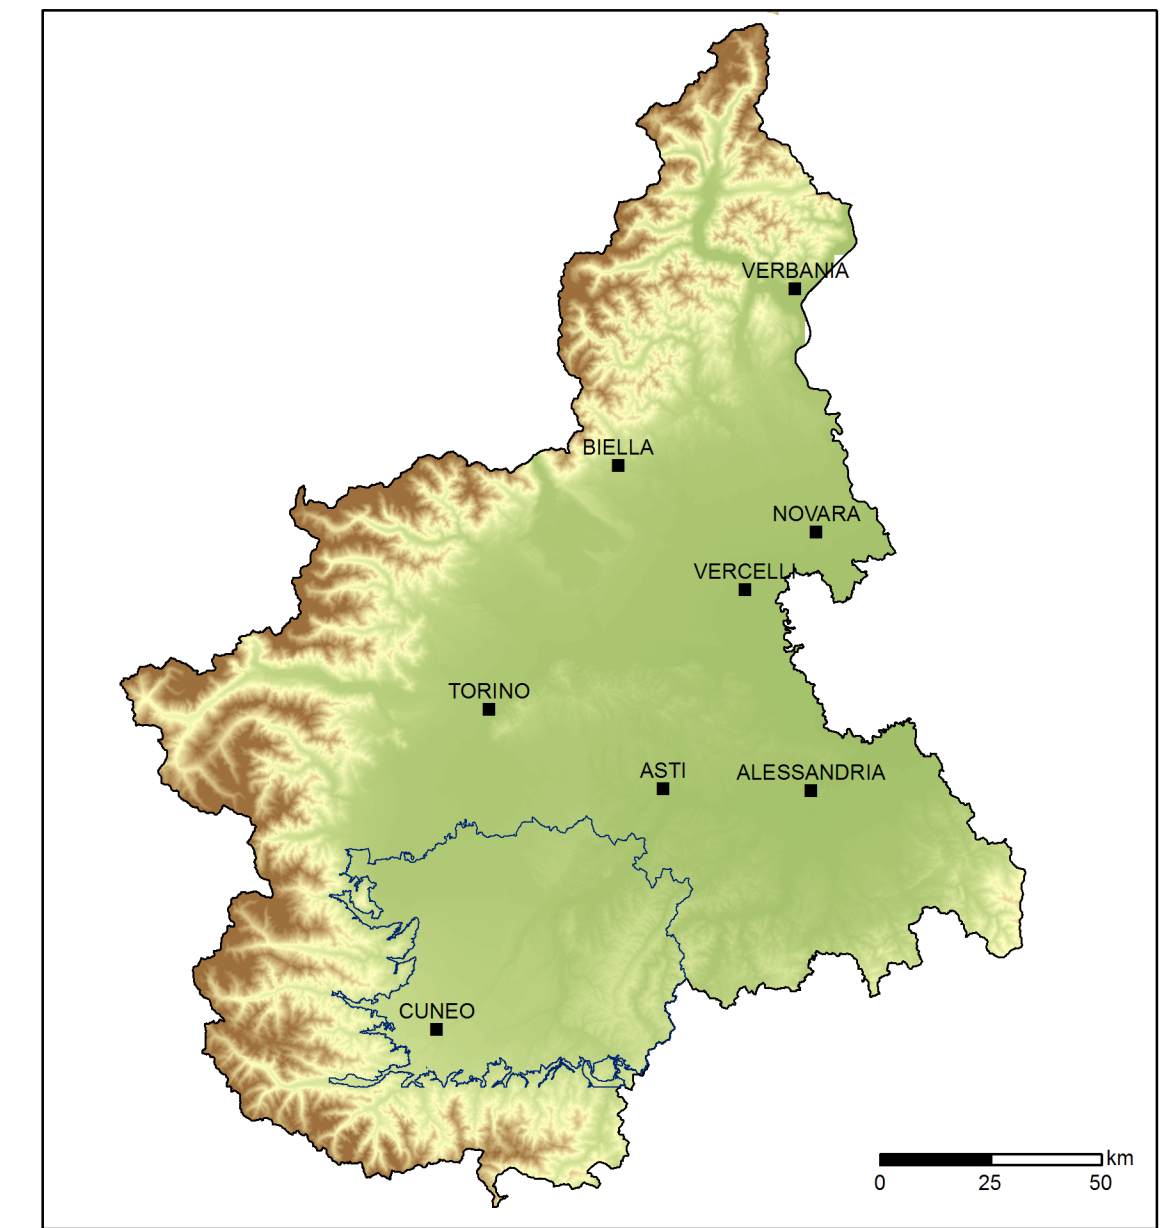 VERBANIA
BIELLA
NOVARA
VERCELLI
TORINO
ASTI
ALESSANDRIA
CUNEO
km
0 25 50